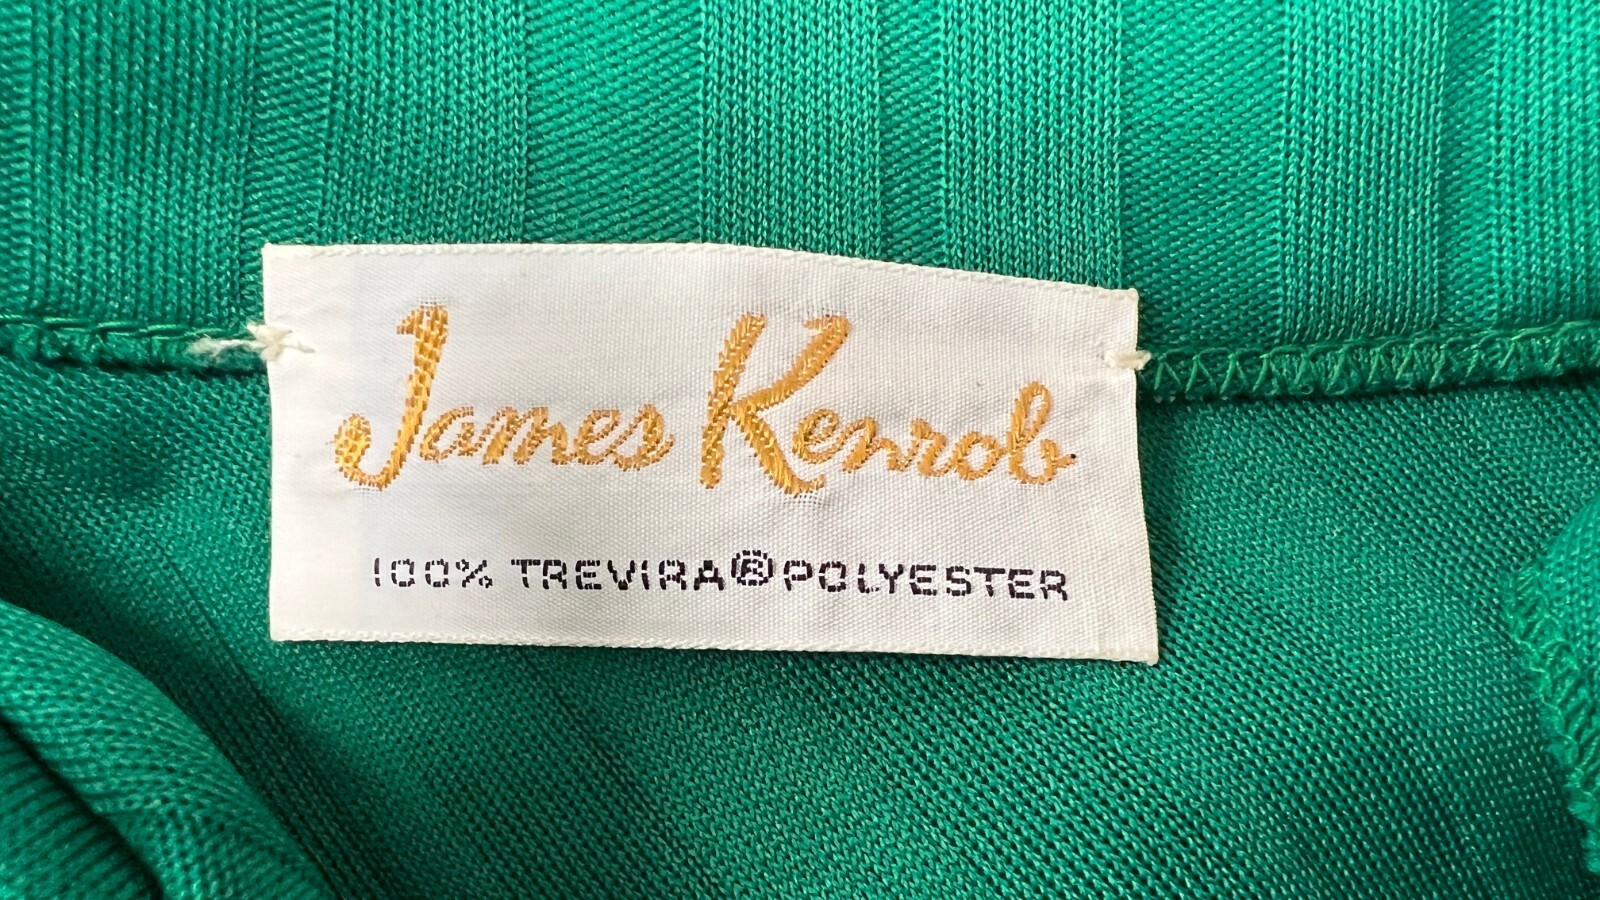 James Kenrob
100% TREVIRA® POLYESTER